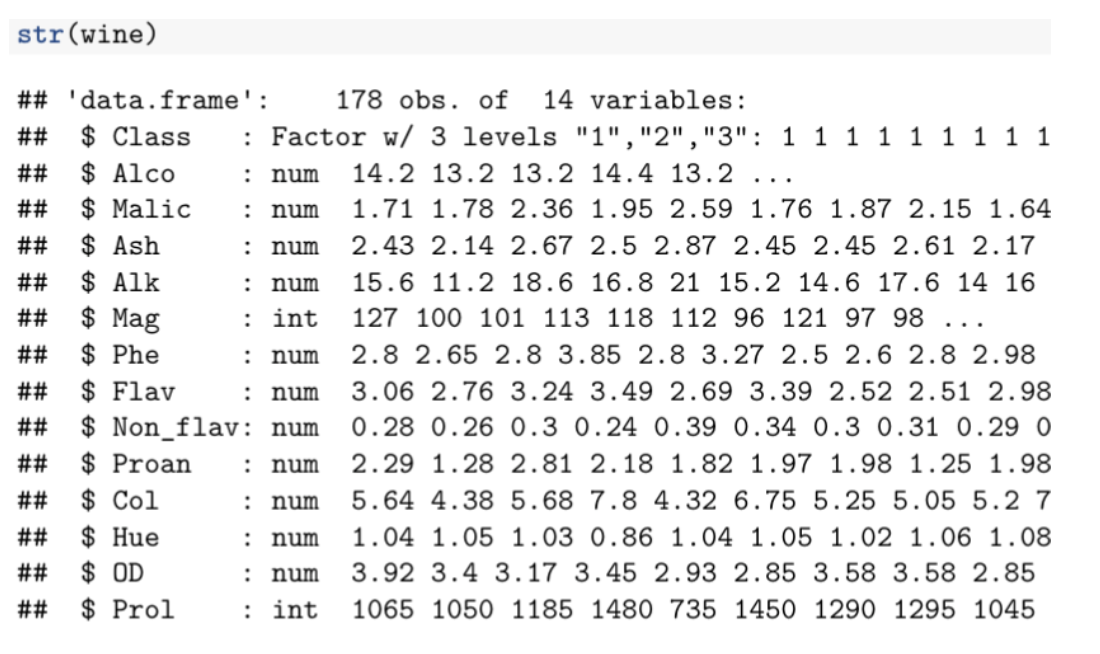 str(wine)
## 'data.frame':    178 obs. of  14 variables:
##  $ Class   : Factor w/ 3 levels "1","2","3": 1 1 1 1 1 1 1 1 1
##  $ Alco    : num  14.2 13.2 13.2 14.4 13.2 ...
##  $ Malic   : num  1.71 1.78 2.36 1.95 2.59 1.76 1.87 2.15 1.64
##  $ Ash     : num  2.43 2.14 2.67 2.5 2.87 2.45 2.45 2.61 2.17
##  $ Alk     : num  15.6 11.2 18.6 16.8 21 15.2 14.6 17.6 14 16
##  $ Mag     : int  127 100 101 113 118 112 96 121 97 98 ...
##  $ Phe     : num  2.8 2.65 2.8 3.85 2.8 3.27 2.5 2.6 2.8 2.98
##  $ Flav    : num  3.06 2.76 3.24 3.49 2.69 3.39 2.52 2.51 2.98
##  $ Non_flav: num  0.28 0.26 0.3 0.24 0.39 0.34 0.3 0.31 0.29 0
##  $ Proan   : num  2.29 1.28 2.81 2.18 1.82 1.97 1.98 1.25 1.98
##  $ Col     : num  5.64 4.38 5.68 7.8 4.32 6.75 5.25 5.05 5.2 7
##  $ Hue     : num  1.04 1.05 1.03 0.86 1.04 1.05 1.02 1.06 1.08
##  $ OD      : num  3.92 3.4 3.17 3.45 2.93 2.85 3.58 3.58 2.85
##  $ Prol    : int  1065 1050 1185 1480 735 1450 1290 1295 1045